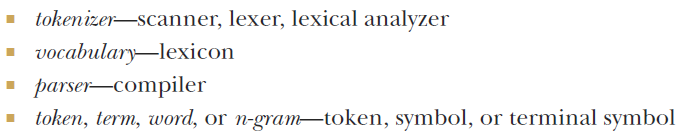 ▪ tokenizer—scanner, lexer, lexical analyzer
▪ vocabulary—lexicon
▪ parser—compiler
▪ token, term, word, or n-gram—token, symbol, or terminal symbol